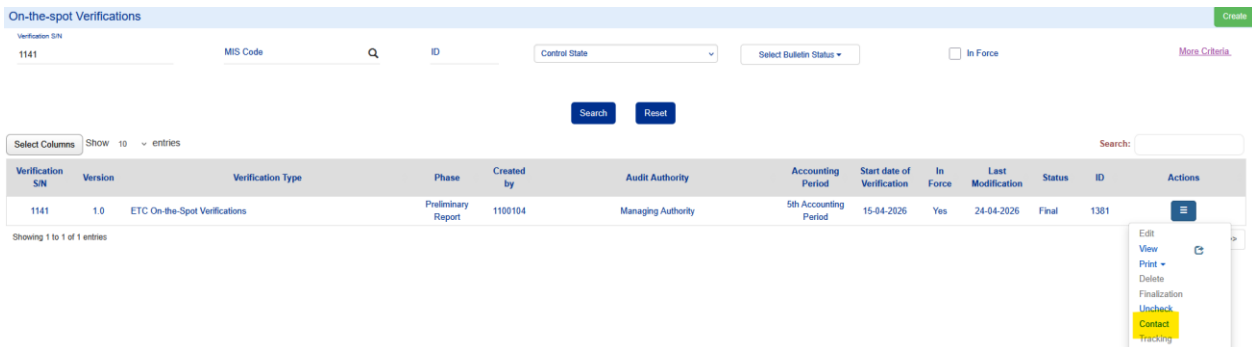 On-the-spot Verifications Create
Verification S/N
1141 MIS Code ID Control State Select Bulletin Status In Force More Criteria
Search Reset
Select Columns Show 10 entries Search:
Verification S/N Version Verification Type Phase Created by Audit Authority Accounting Period Start date of Verification In Force Last Modification Status ID Actions
1141 1.0 ETC On-the-Spot Verifications Preliminary Report 1100104 Managing Authority 5th Accounting Period 15-04-2026 Yes 24-04-2026 Final 1381
Showing 1 to 1 of 1 entries
Edit
View
Print
Delete
Finalization
Uncheck
Contact
Tracking